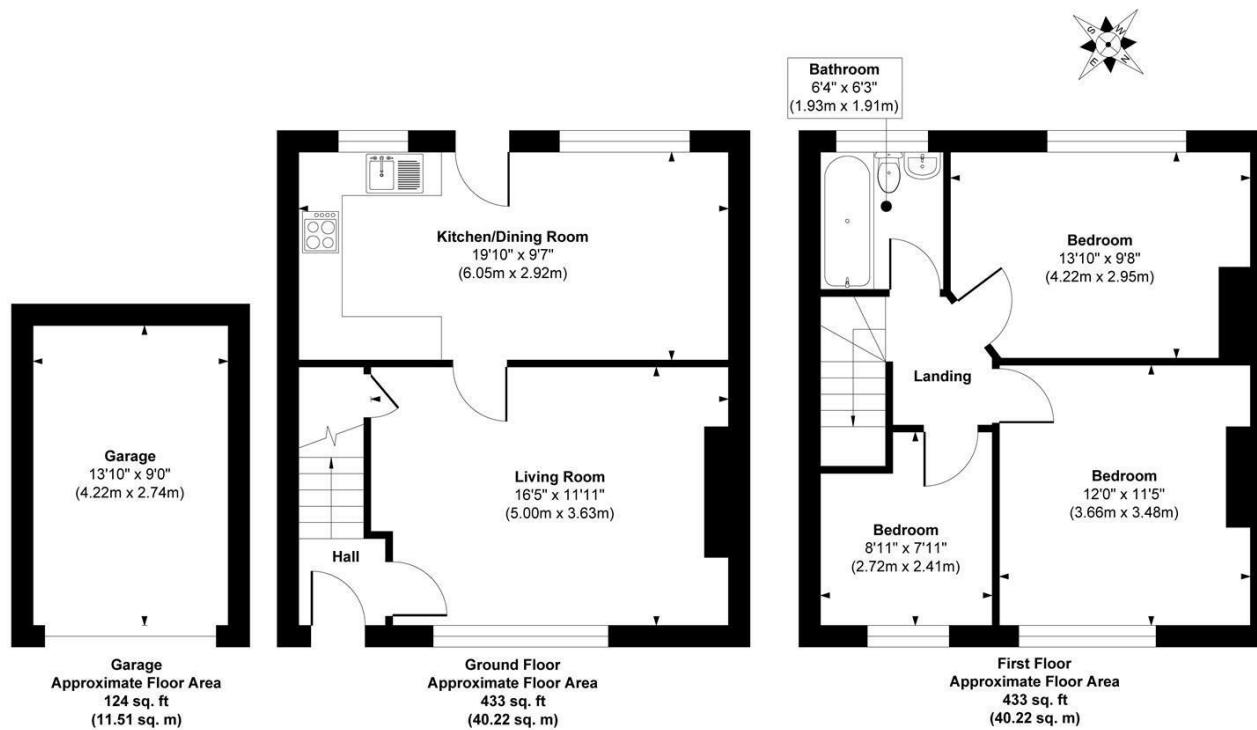 S
W
E
N
Bathroom
6'4" x 6'3"
(1.93m x 1.91m)
Kitchen/Dining Room
19'10" x 9'7"
(6.05m x 2.92m)
Bedroom
13'10" x 9'8"
(4.22m x 2.95m)
Landing
Garage
13'10" x 9'0"
(4.22m x 2.74m)
Living Room
16'5" x 11'11"
(5.00m x 3.63m)
Hall
Bedroom
8'11" x 7'11"
(2.72m x 2.41m)
Bedroom
12'0" x 11'5"
(3.66m x 3.48m)
Garage
Approximate Floor Area
124 sq. ft
(11.51 sq. m)
Ground Floor
Approximate Floor Area
433 sq. ft
(40.22 sq. m)
First Floor
Approximate Floor Area
433 sq. ft
(40.22 sq. m)